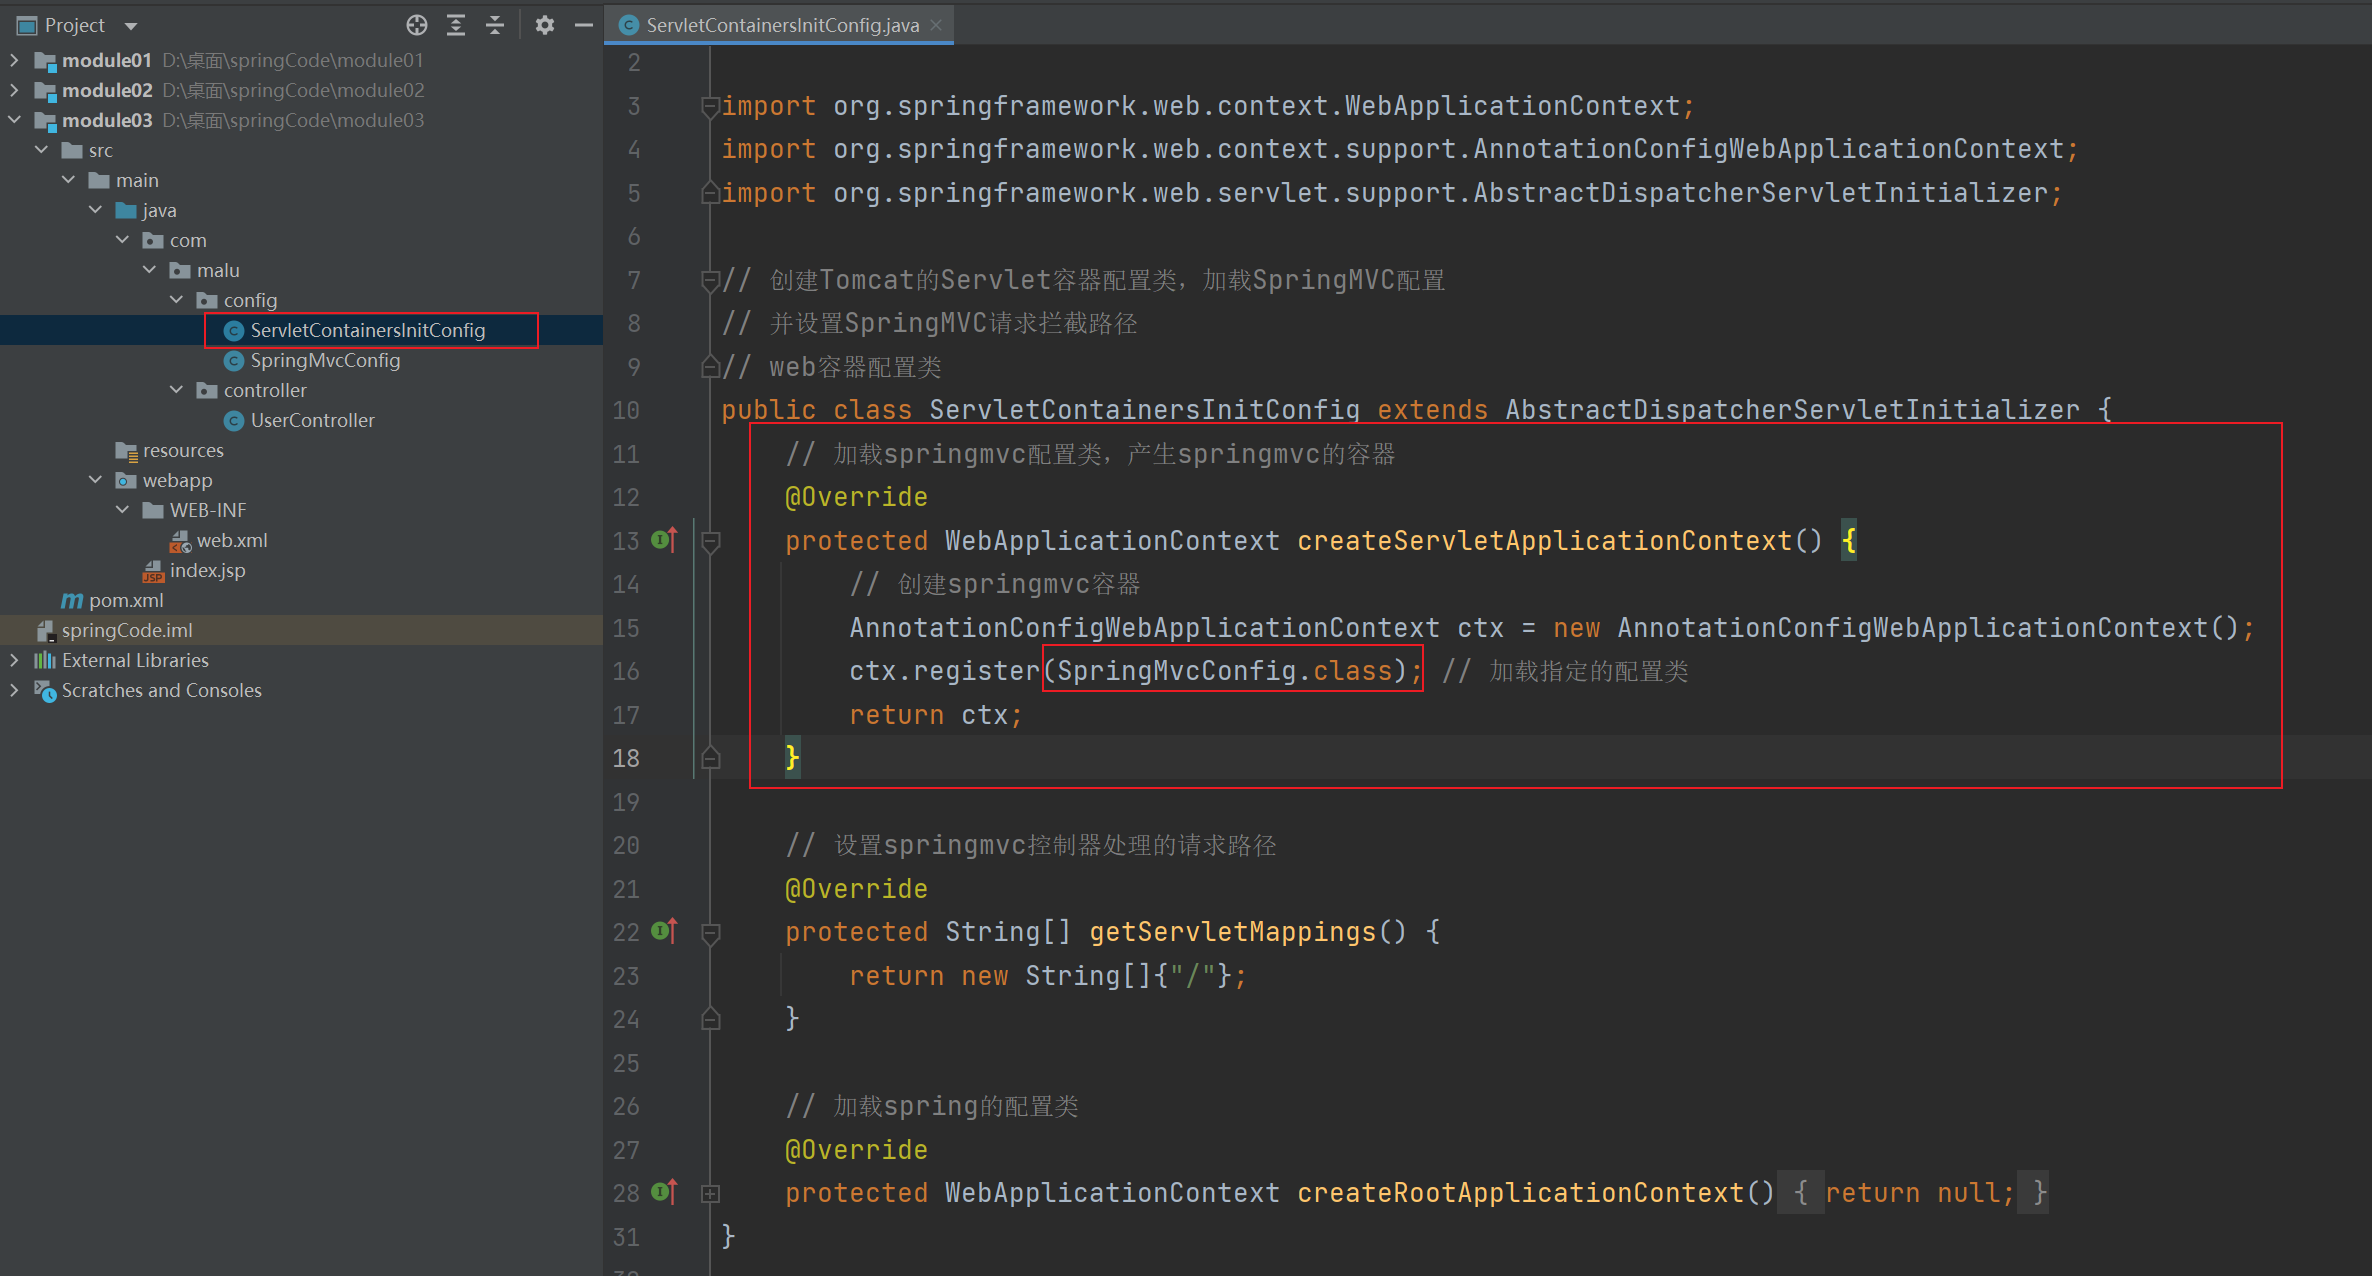 Project
module01 D:\桌面\springCode\module01
module02 D:\桌面\springCode\module02
module03 D:\桌面\springCode\module03
src
main
java
com
malu
config
ServletContainersInitConfig
SpringMvcConfig
controller
UserController
resources
webapp
WEB-INF
web.xml
index.jsp
pom.xml
springCode.iml
External Libraries
Scratches and Consoles
ServletContainersInitConfig.java
2
3 import org.springframework.web.context.WebApplicationContext;
4 import org.springframework.web.context.support.AnnotationConfigWebApplicationContext;
5 import org.springframework.web.servlet.support.AbstractDispatcherServletInitializer;
6
7 // 创建Tomcat的Servlet容器配置类，加载SpringMVC配置
8 // 并设置SpringMVC请求拦截路径
9 // web容器配置类
10 public class ServletContainersInitConfig extends AbstractDispatcherServletInitializer {
11 // 加载springmvc配置类，产生springmvc的容器
12 @Override
13 protected WebApplicationContext createServletApplicationContext() {
14 // 创建springmvc容器
15 AnnotationConfigWebApplicationContext ctx = new AnnotationConfigWebApplicationContext();
16 ctx.register(SpringMvcConfig.class); // 加载指定的配置类
17 return ctx;
18 }
19
20 // 设置springmvc控制器处理的请求路径
21 @Override
22 protected String[] getServletMappings() {
23 return new String[]{"/"};
24 }
25
26 // 加载spring的配置类
27 @Override
28 protected WebApplicationContext createRootApplicationContext() { return null; }
31 }